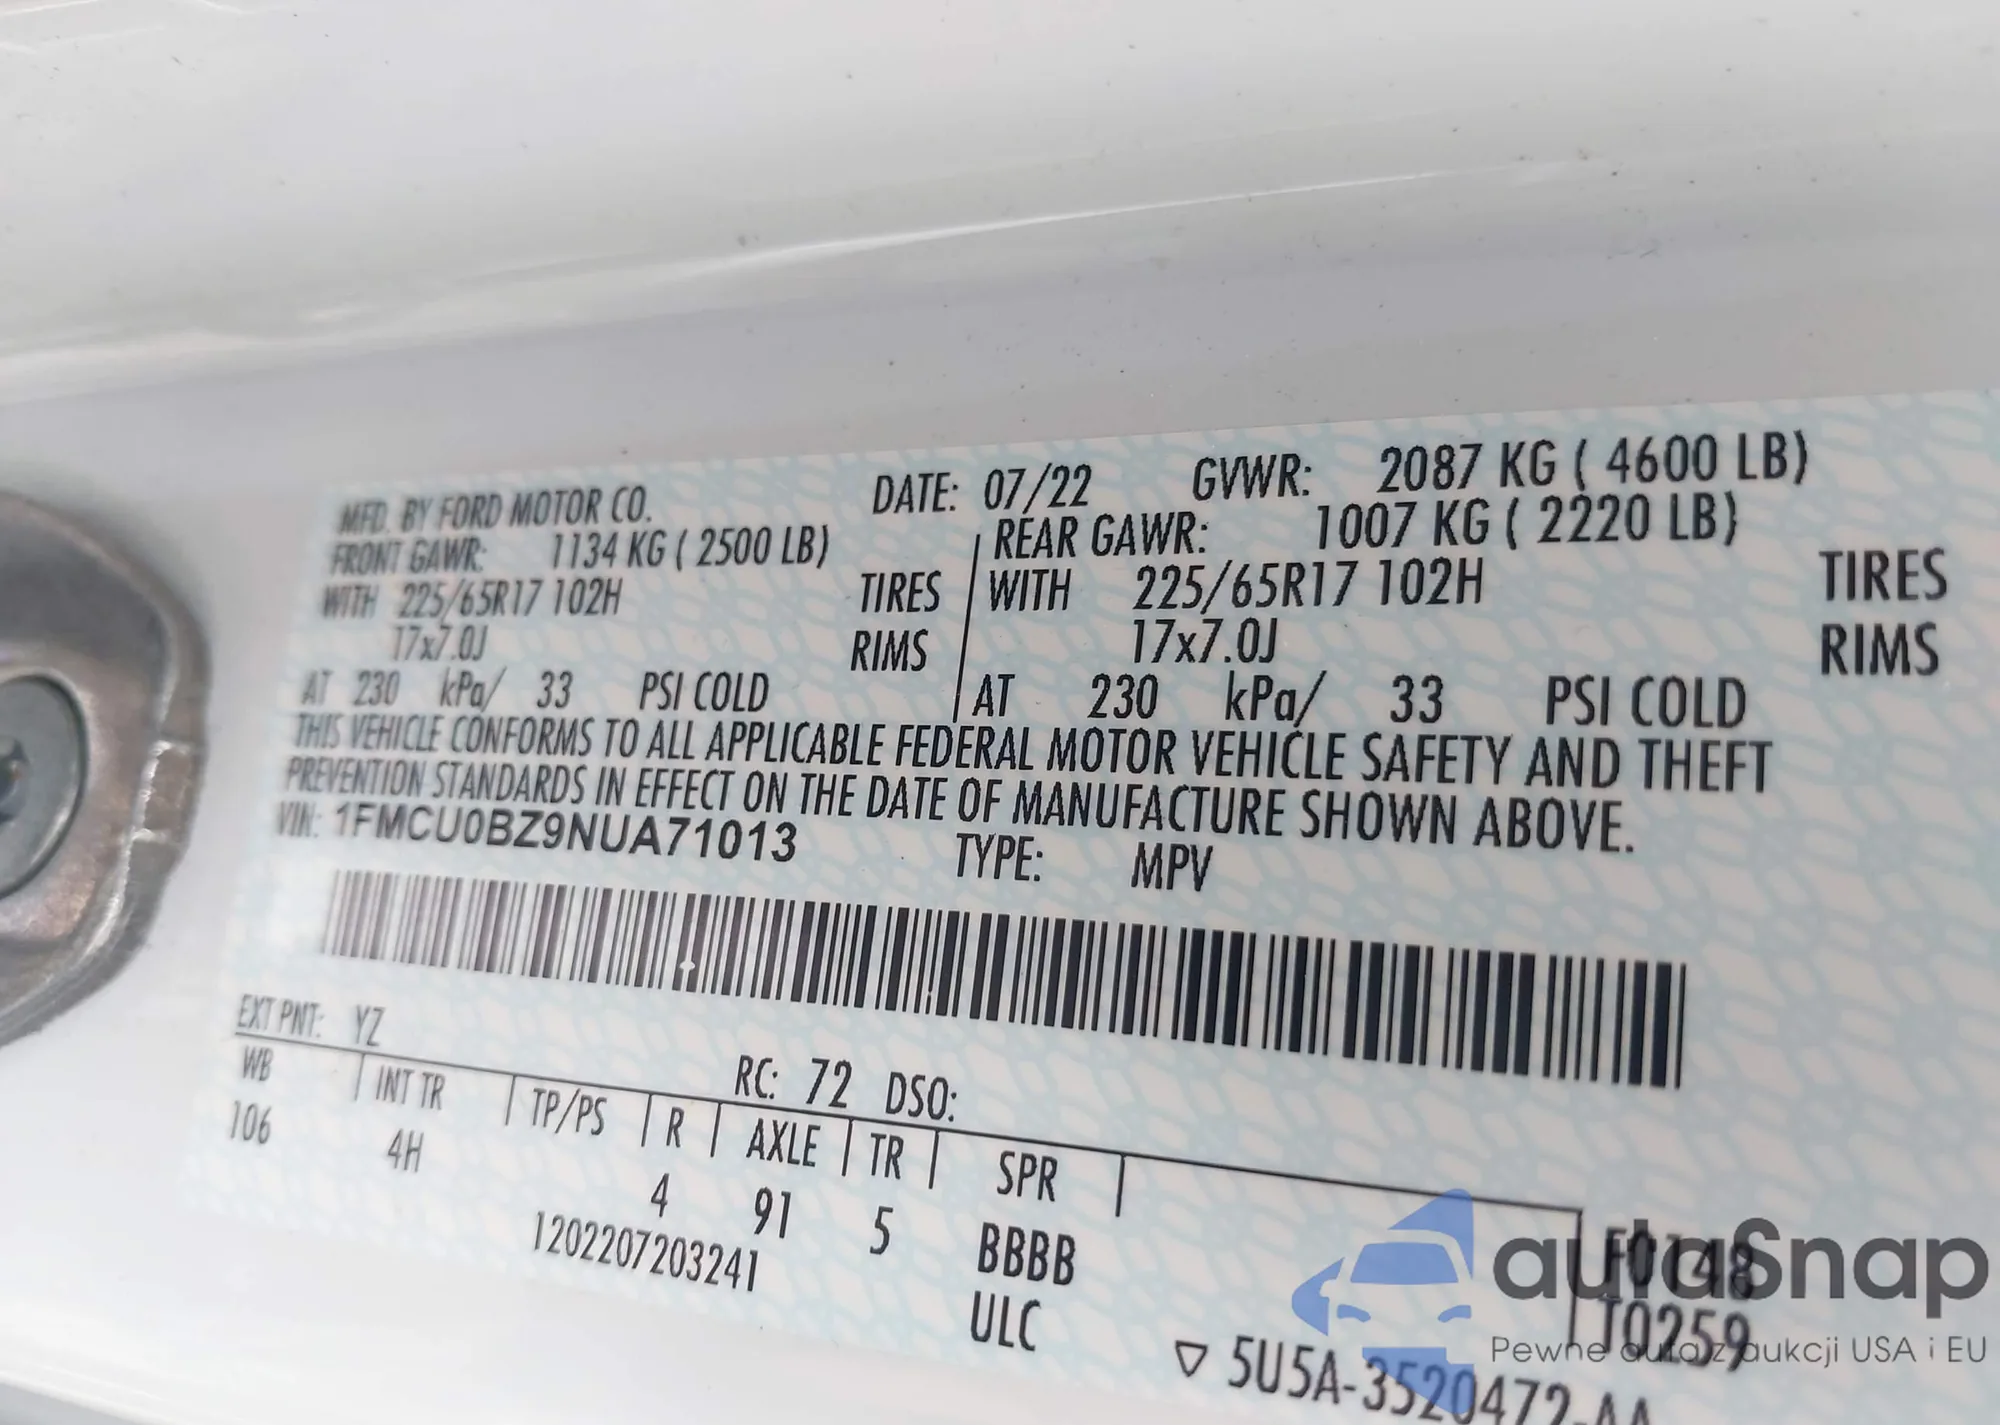 MFD. BY FORD MOTOR CO. DATE: 07/22 GVWR: 2087 KG ( 4600 LB)
FRONT GAWR: 1134 KG ( 2500 LB) REAR GAWR: 1007 KG ( 2220 LB)
WITH 225/65R17 102H TIRES WITH 225/65R17 102H TIRES
17x7.0J RIMS 17x7.0J RIMS
AT 230 kPa/ 33 PSI COLD AT 230 kPa/ 33 PSI COLD
THIS VEHICLE CONFORMS TO ALL APPLICABLE FEDERAL MOTOR VEHICLE SAFETY AND THEFT
PREVENTION STANDARDS IN EFFECT ON THE DATE OF MANUFACTURE SHOWN ABOVE.
VIN: 1FMCU0BZ9NUA71013 TYPE: MPV
EXT PNT: YZ RC: 72 DSO:
WB INT TR TP/PS R AXLE TR SPR
106 4H 4 91 5 BBBB
1202207203241 ULC
F0148
T0259
▽ 5U5A-3520472-AA
autoSnap
Pewne auta z aukcji USA i EU